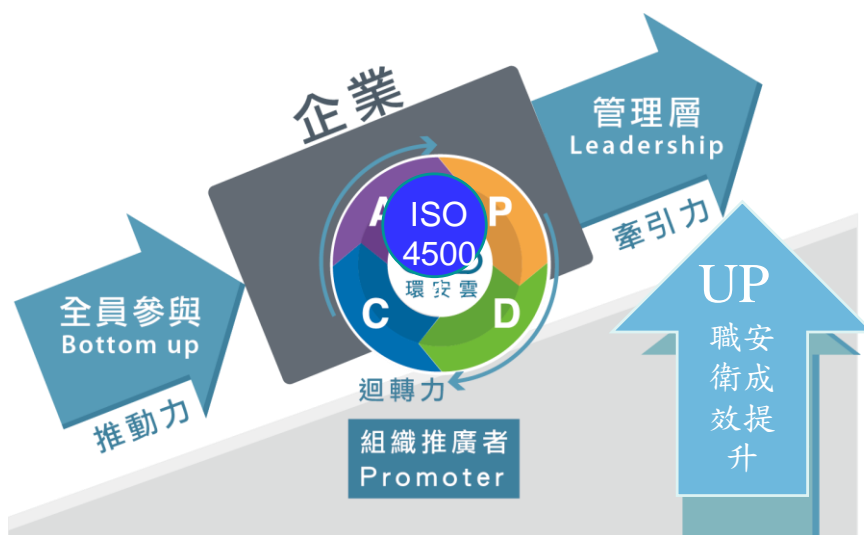 企業
管理層
Leadership
牽引力
A
P
ISO
4500
環安雲
C
D
全員參與
Bottom up
推動力
迴轉力
組織推廣者
Promoter
UP
職安
衛成
效提
升